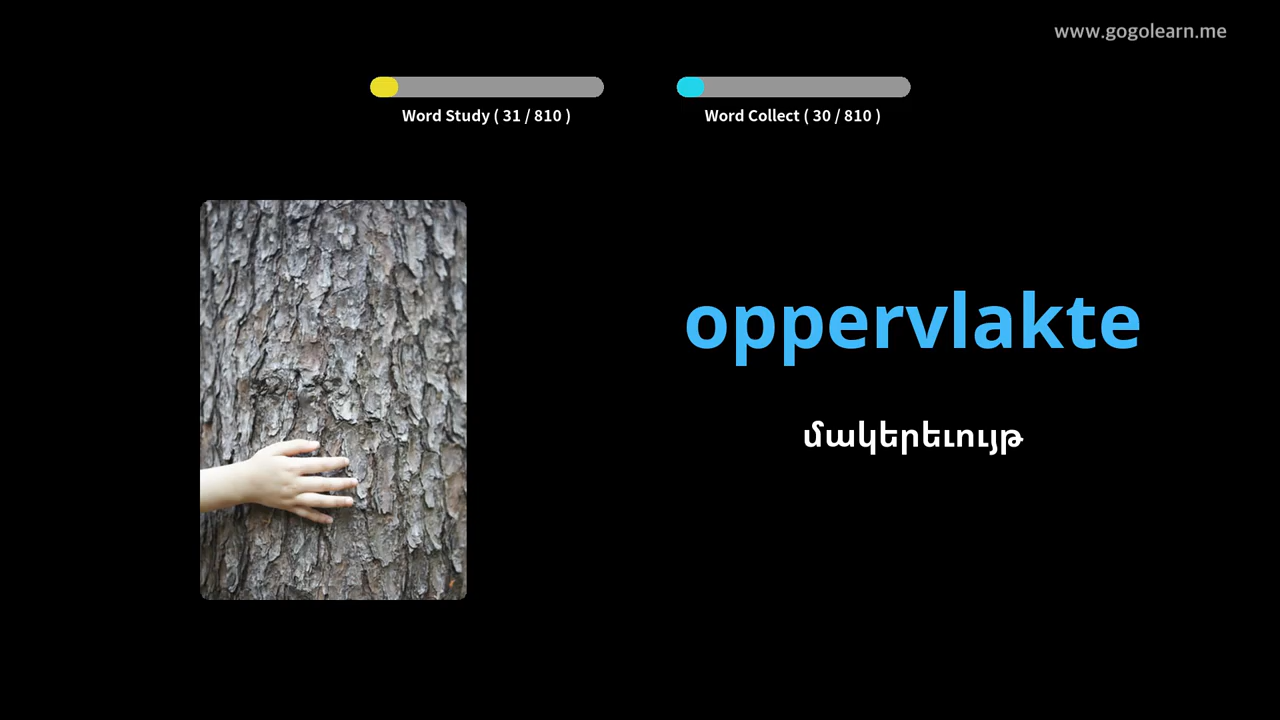 www.gogolearn.me
Word Study ( 31 / 810 )
Word Collect ( 30 / 810 )
oppervlakte
մակերեւույթ